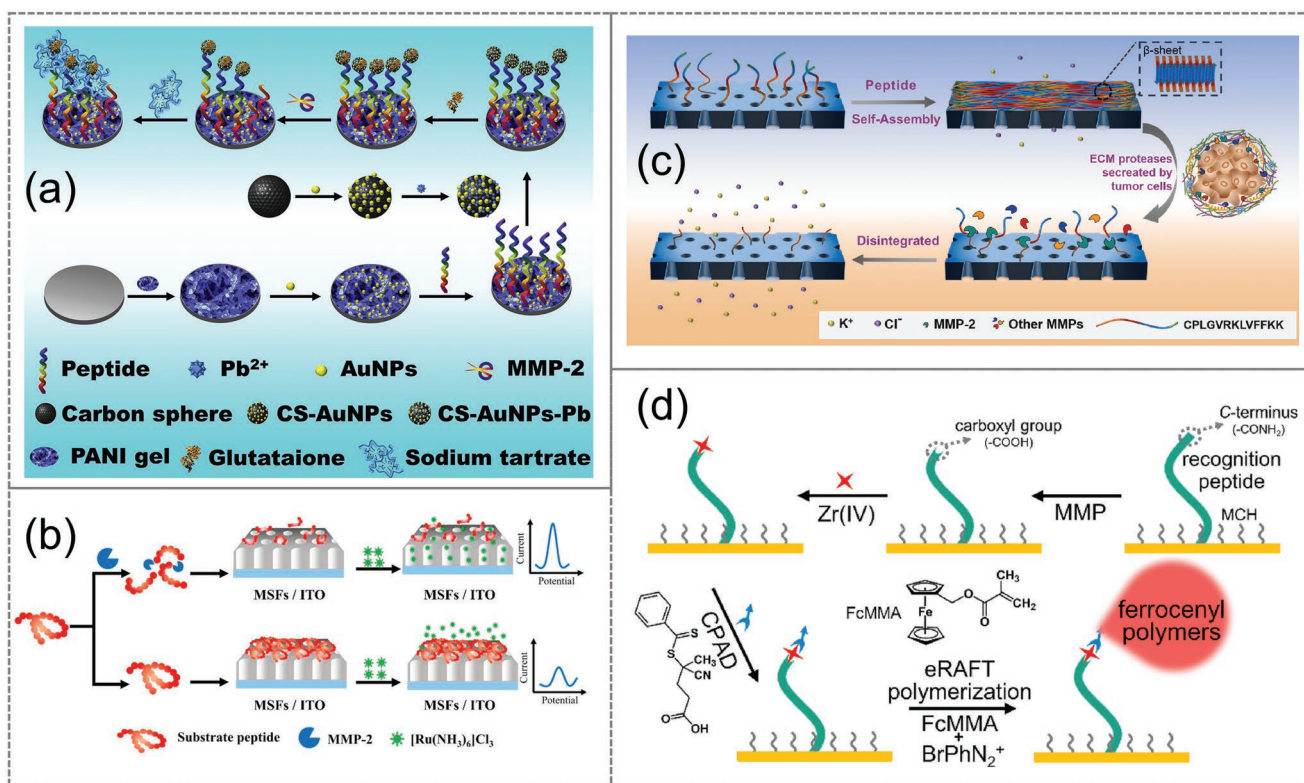 (a)
Peptide
Pb²⁺
AuNPs
MMP-2
Carbon sphere
CS-AuNPs
CS-AuNPs-Pb
PANI gel
Glutataione
Sodium tartrate
(b)
MSFs / ITO
MSFs / ITO
Current
Potential
MSFs / ITO
MSFs / ITO
Current
Potential
Substrate peptide
MMP-2
[Ru(NH₃)₆]Cl₃
(c)
Peptide
Self-Assembly
β-sheet
ECM proteases
secreated by
tumor cells
Disintegrated
K⁺
Cl⁻
MMP-2
Other MMPs
CPLGVRKLVFFKK
(d)
carboxyl group
(-COOH)
C-terminus
(-CONH₂)
recognition
peptide
MCH
Zr(IV)
MMP
CPAD
S
S
CH₃
CN
O
OH
FcMMA
Fe
O
O
CH₃
CH₂
eRAFT
polymerization
FcMMA
+
BrPhN₂⁺
ferrocenyl
polymers